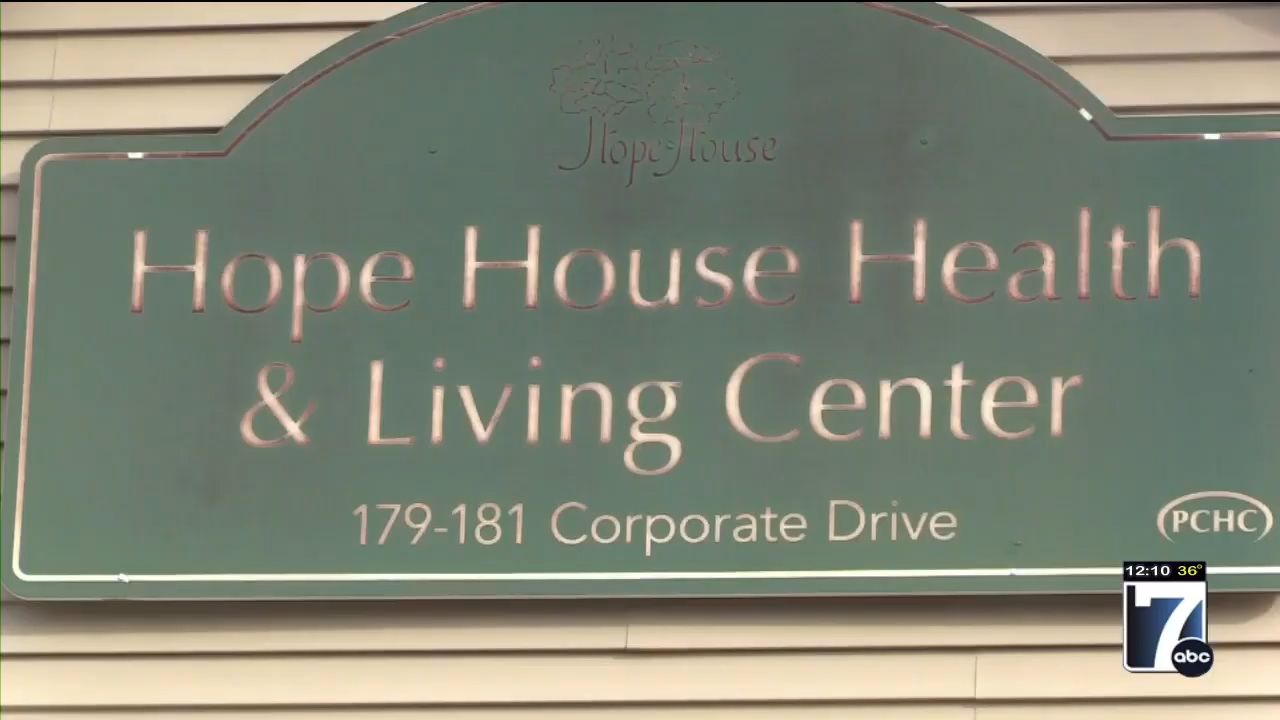 Hope House
Hope House Health
& Living Center
179-181 Corporate Drive
PCHC
12:10 36°
7
abc